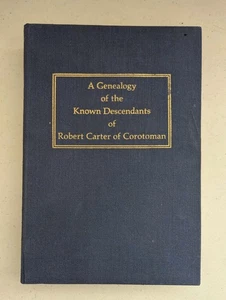 A Genealogy
of the
Known Descendants
of
Robert Carter of Corotoman